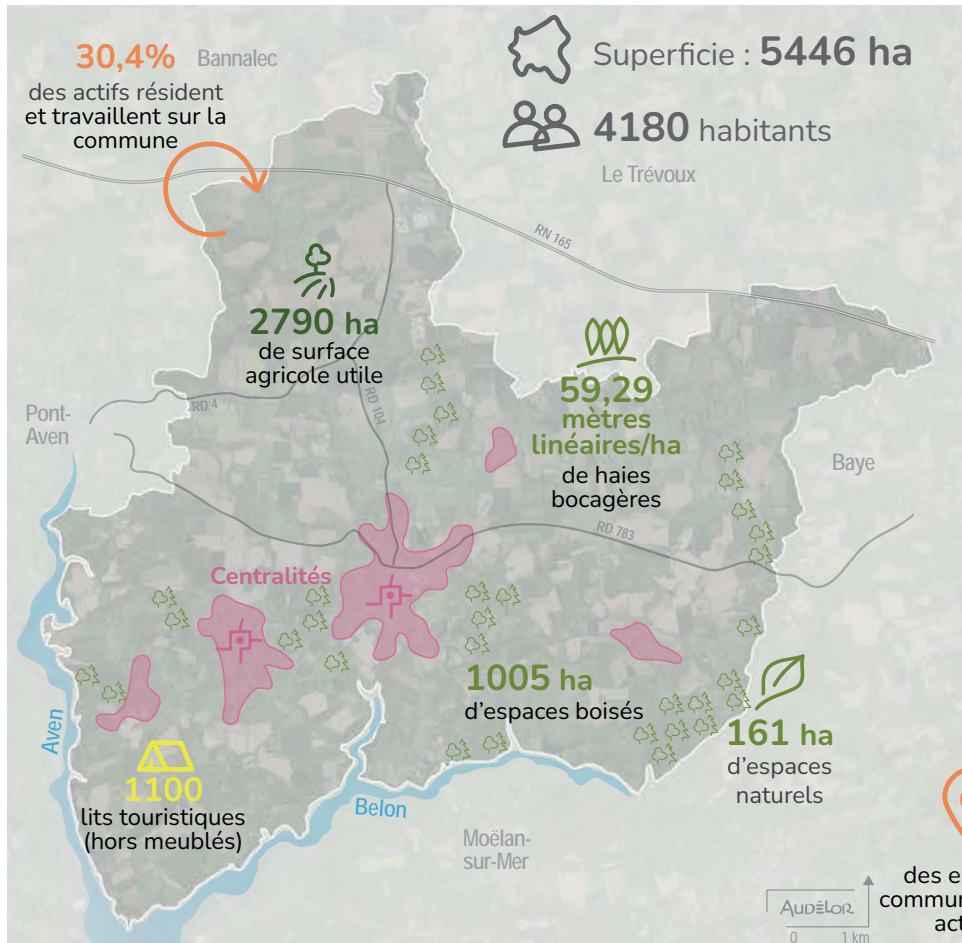 30,4%
des actifs résident
et travaillent sur la
commune
Bannalec
Superficie : 5446 ha
4180 habitants
Le Trévoux
RN 165
2790 ha
de surface
agricole utile
59,29
mètres
linéaires/ha
de haies
bocagères
RD 4
RD 104
Pont-
Aven
Baye
RD 783
Centralités
1005 ha
d'espaces boisés
161 ha
d'espaces
naturels
Aven
1100
lits touristiques
(hors meublés)
Belon
Moëlan-
sur-Mer
AUDÉLOR
0 1 km
des e
commun
act